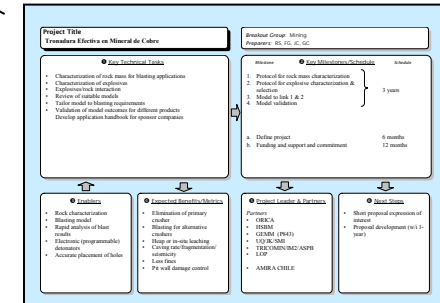 Project Title
Tronadura Efectiva en Mineral de Cobre
Breakout Group: Mining
Preparers: RS, FG, JC, GC
❶ Key Technical Tasks
• Characterization of rock mass for blasting applications
• Characterization of explosivas
• Explosives/rock interaction
• Review of suitable models
• Tailor model to blasting requirements
• Validation of model outcomes for different products
Develop application handbook for sponsor companies
Milestone ❷ Key Milestones/Schedule Schedule
1. Protocol for rock mass characterization
2. Protocol for explosive characterization &
selection 3 years
3. Model to link 1 & 2
4. Model validation
a. Define project 6 months
b. Funding and support and commitment 12 months
❸ Enablers
• Rock characterization
• Blasting model
• Rapid analysis of blast
results
• Electronic (programmable)
detonators
• Accurate placement of holes
Expected Benefits/Metrics
• Elimination of primary
crusher
• Blasting for alternative
crushers
• Heap or in-situ leaching
• Caving rate/fragmentation/
seismicity
• Less fines
• Pit wall damage control
Project Leader & Partners
Partners
• ORICA
• HSBM
• GEMM (P843)
• UQ/JK/SMI
• TRICOMIN/IM2/ASPB
• LOP
• AMIRA CHILE
Next Steps
• Short proposal expression of
interest
• Proposal development (w/i 1-
year)